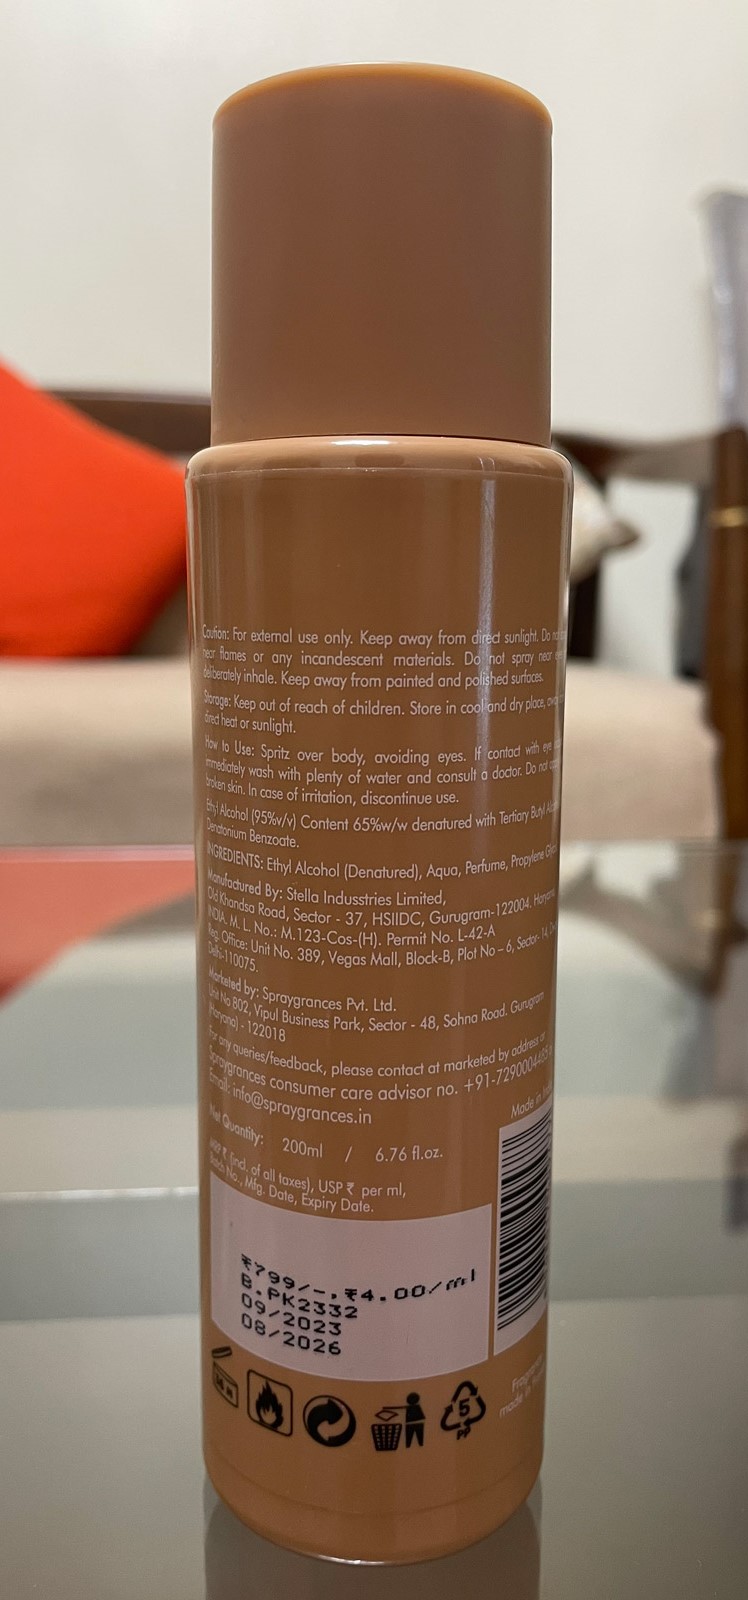 Caution: For external use only. Keep away from direct sunlight. Do not
near flames or any incandescent materials. Do not spray near
deliberately inhale. Keep away from painted and polished surfaces.
Storage: Keep out of reach of children. Store in cool and dry place, away
direct heat or sunlight.
How to Use: Spritz over body, avoiding eyes. If contact with eye
immediately wash with plenty of water and consult a doctor. Do not
broken skin. In case of irritation, discontinue use.
Ethyl Alcohol (95%v/v) Content 65%w/w denatured with Tertiary Butyl
Denatonium Benzoate.
INGREDIENTS: Ethyl Alcohol (Denatured), Aqua, Perfume, Propylene
Manufactured By: Stella Indusstries Limited,
Old Khandsa Road, Sector - 37, HSIIDC, Gurugram-122004. Haryana,
INDIA. M. L. No.: M.123-Cos-(H). Permit No. L-42-A
Reg. Office: Unit No. 389, Vegas Mall, Block-B, Plot No – 6, Sector- 14,
Delhi-110075.
Marketed by: Spraygrances Pvt. Ltd.
Unit No 802, Vipul Business Park, Sector - 48, Sohna Road. Gurugram
(Haryana) - 122018
For any queries/feedback, please contact at marketed by address or
Spraygrances consumer care advisor no. +91-7290004485
Email: info@spraygrances.in
Net Quantity: 200ml / 6.76 fl.oz.
Made in
MRP ₹ (incl. of all taxes), USP ₹ per ml,
Batch No., Mfg. Date, Expiry Date.
₹799/-,₹4.00/ml
B.PK2332
09/2023
08/2026
Fragrance
made in
5
PP